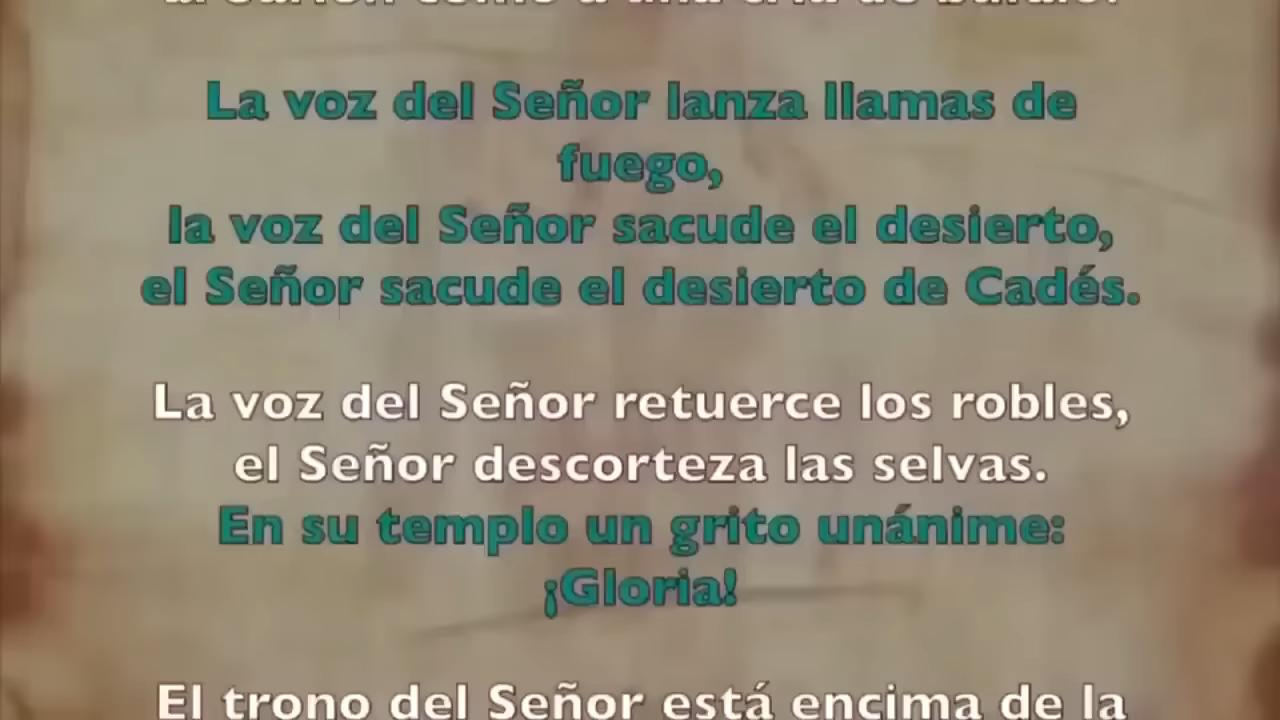 La voz del Señor lanza llamas de
fuego,
la voz del Señor sacude el desierto,
el Señor sacude el desierto de Cadés.
La voz del Señor retuerce los robles,
el Señor descorteza las selvas.
En su templo un grito unánime:
¡Gloria!
El trono del Señor está encima de la